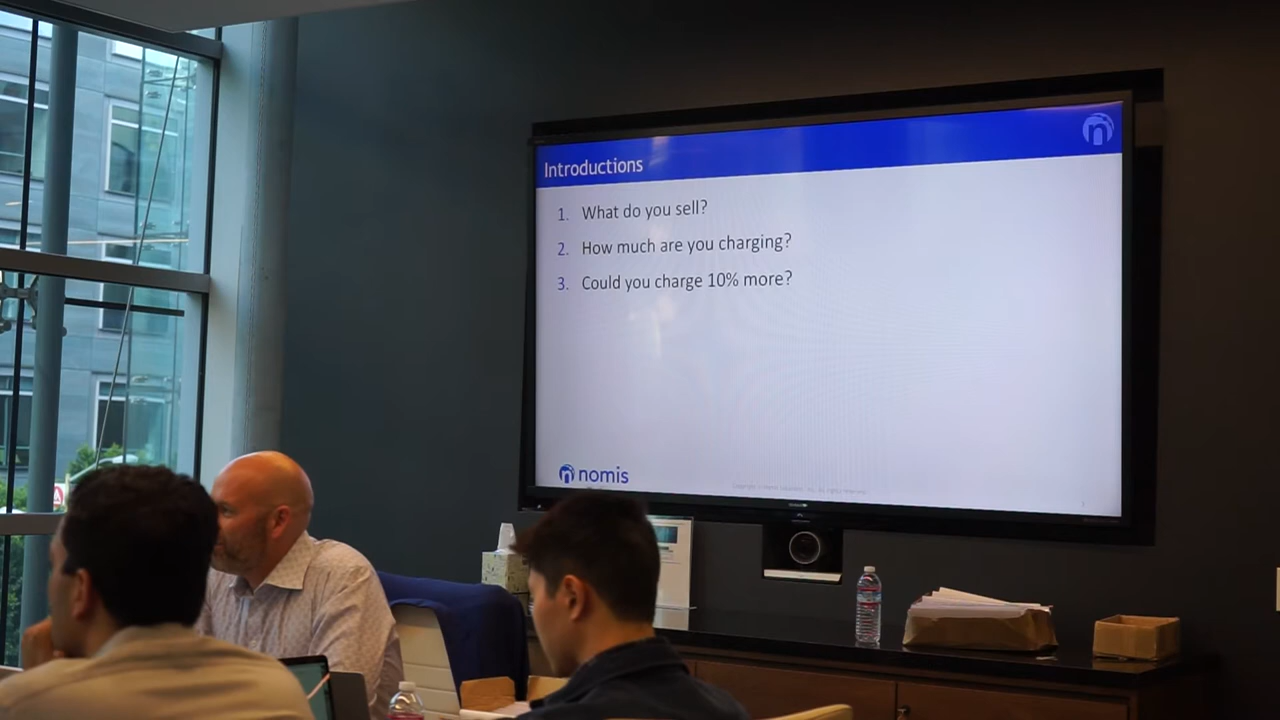 Introductions
1. What do you sell?
2. How much are you charging?
3. Could you charge 10% more?
nomis